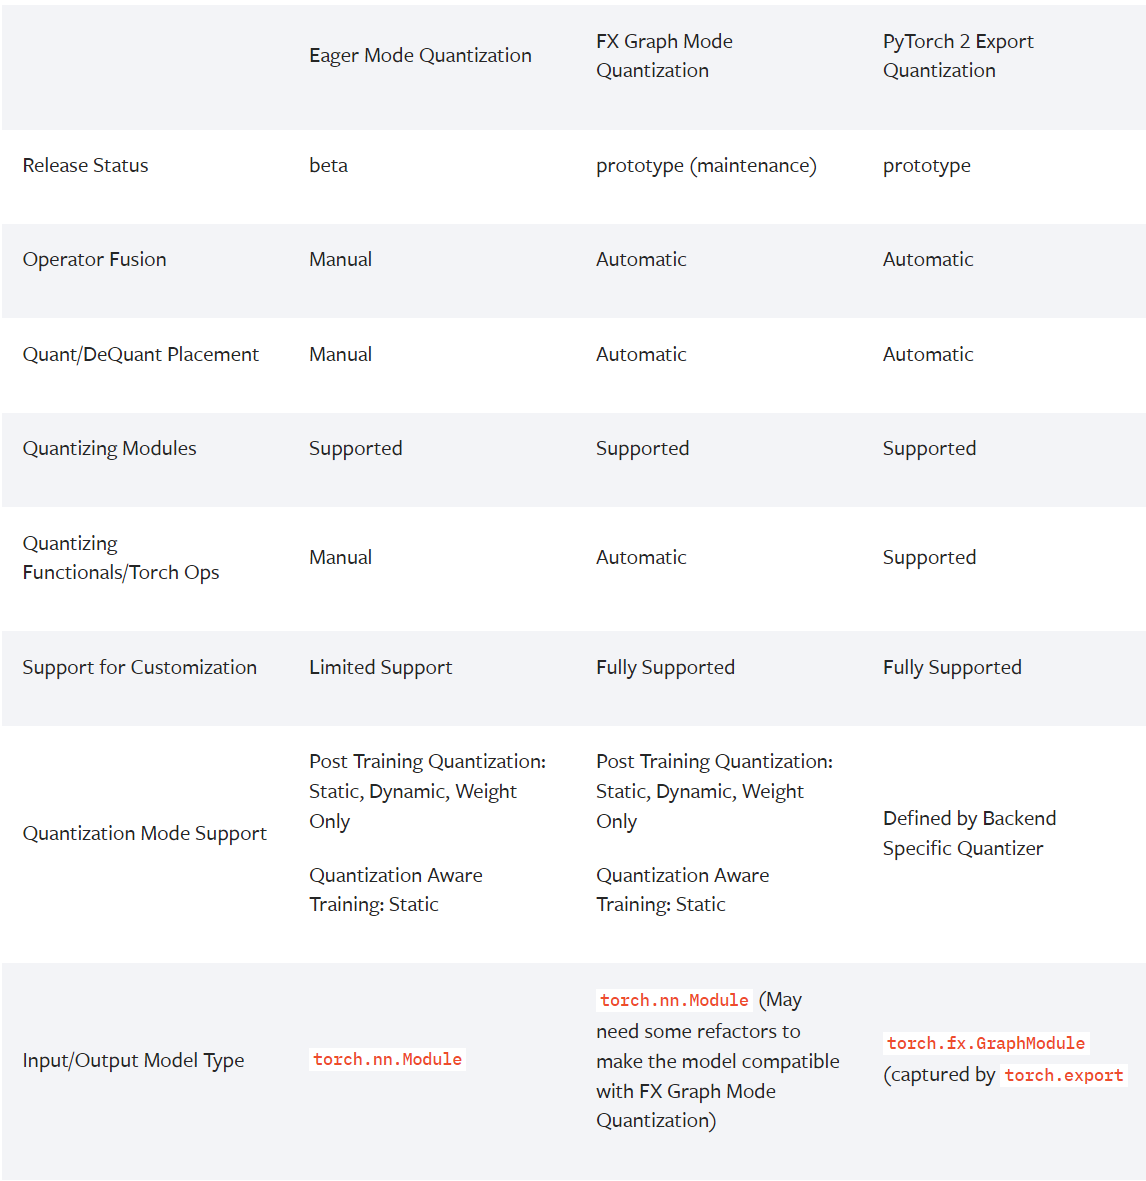 Eager Mode Quantization
FX Graph Mode
Quantization
PyTorch 2 Export
Quantization
Release Status
beta
prototype (maintenance)
prototype
Operator Fusion
Manual
Automatic
Automatic
Quant/DeQuant Placement
Manual
Automatic
Automatic
Quantizing Modules
Supported
Supported
Supported
Quantizing
Functionals/Torch Ops
Manual
Automatic
Supported
Support for Customization
Limited Support
Fully Supported
Fully Supported
Quantization Mode Support
Post Training Quantization:
Static, Dynamic, Weight
Only
Quantization Aware
Training: Static
Post Training Quantization:
Static, Dynamic, Weight
Only
Quantization Aware
Training: Static
Defined by Backend
Specific Quantizer
Input/Output Model Type
torch.nn.Module
torch.nn.Module (May
need some refactors to
make the model compatible
with FX Graph Mode
Quantization)
torch.fx.GraphModule
(captured by torch.export